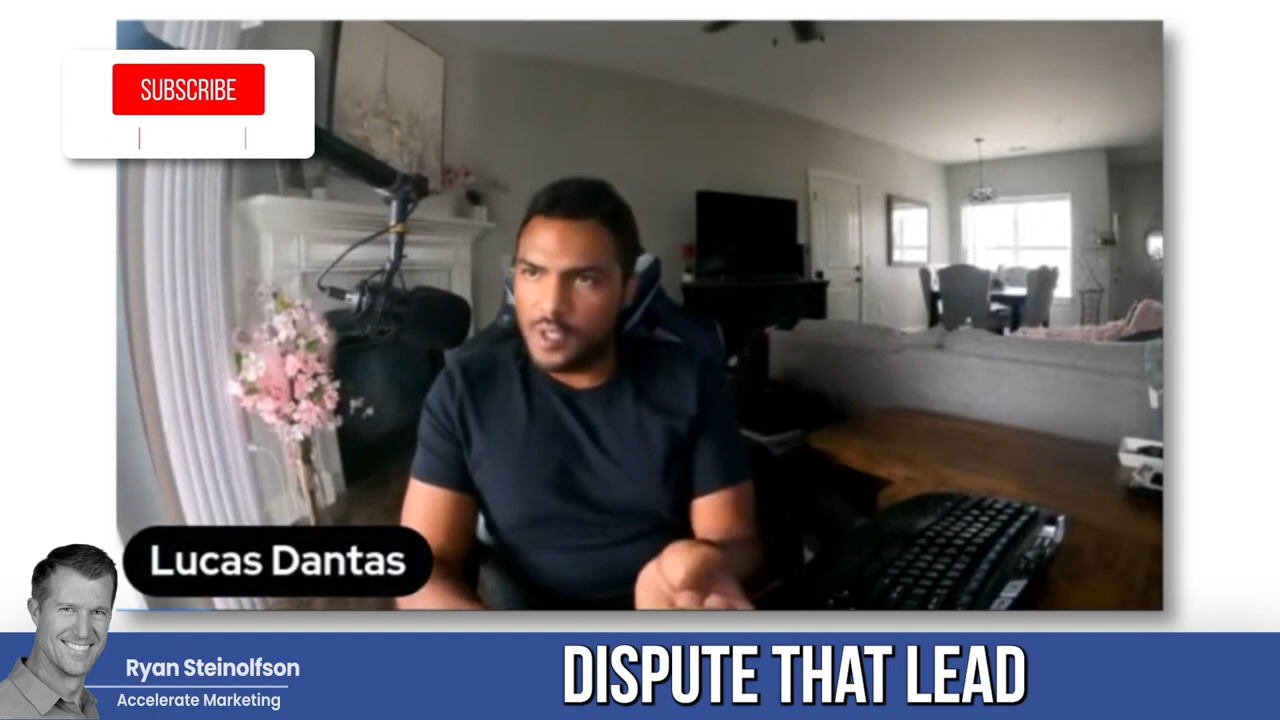 SUBSCRIBE
Lucas Dantas
Ryan Steinolfson
Accelerate Marketing
DISPUTE THAT LEAD